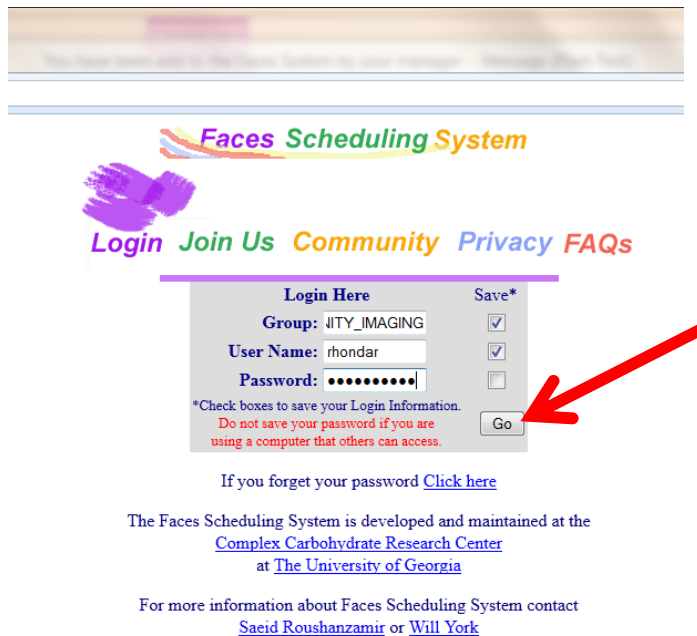 Faces Scheduling System
Login Join Us Community Privacy FAQs
Login Here Save*
Group: NITY_IMAGING
User Name: rhondar
Password: ••••••••••
*Check boxes to save your Login Information.
Do not save your password if you are
using a computer that others can access.
Go
If you forget your password Click here
The Faces Scheduling System is developed and maintained at the
Complex Carbohydrate Research Center
at The University of Georgia
For more information about Faces Scheduling System contact
Saeid Roushanzamir or Will York